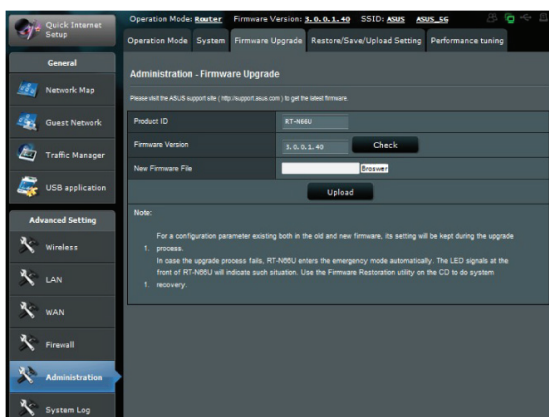 Quick Internet
Setup
Operation Mode: Router Firmware Version: 3.0.0.1.40 SSID: ASUS ASUS_5G
Operation Mode System Firmware Upgrade Restore/Save/Upload Setting Performance tuning
General
Network Map
Guest Network
Traffic Manager
USB application
Advanced Setting
Wireless
LAN
WAN
Firewall
Administration
System Log
Administration - Firmware Upgrade
Please visit the ASUS support site ( http://support.asus.com ) to get the latest firmware.
Product ID RT-N66U
Firmware Version 3.0.0.1.40 Check
New Firmware File Broswer
Upload
Note:
For a configuration parameter existing both in the old and new firmware, its setting will be kept during the upgrade
1. process.
In case the upgrade process fails, RT-N66U enters the emergency mode automatically. The LED signals at the
front of RT-N66U will indicate such situation. Use the Firmware Restoration utility on the CD to do system
1. recovery.